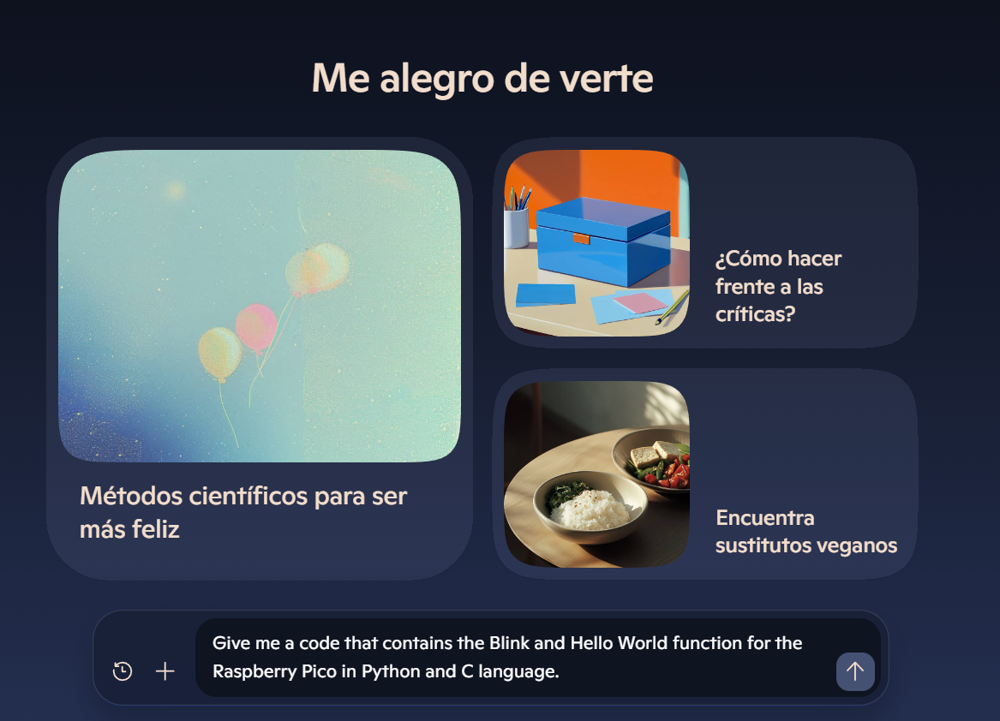 Me alegro de verte
Métodos científicos para ser
más feliz
¿Cómo hacer
frente a las
críticas?
Encuentra
sustitutos veganos
Give me a code that contains the Blink and Hello World function for the
Raspberry Pico in Python and C language.